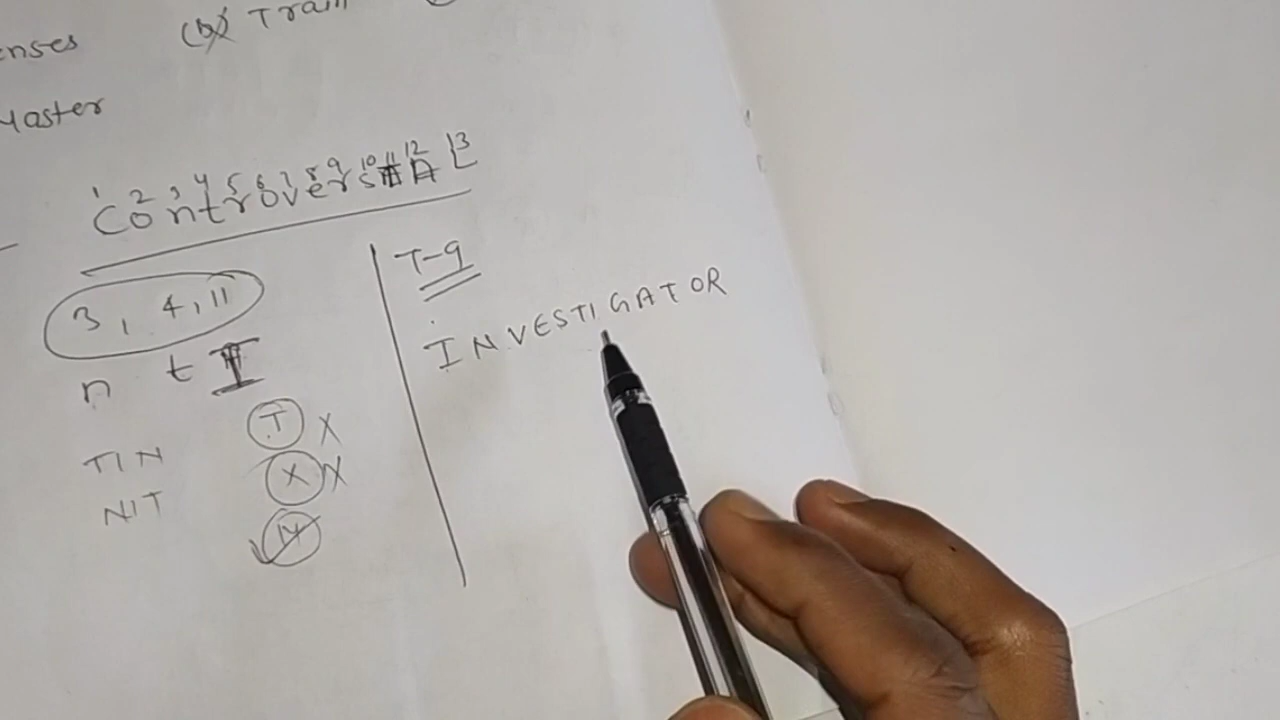 enses (b) Train
Master
1 2 3 4 5 6 7 8 9 10 11 12 13
ControversIAL
3, 4, 11
n t I
T
TIN X
NIT
T-9
INVESTIGATOR